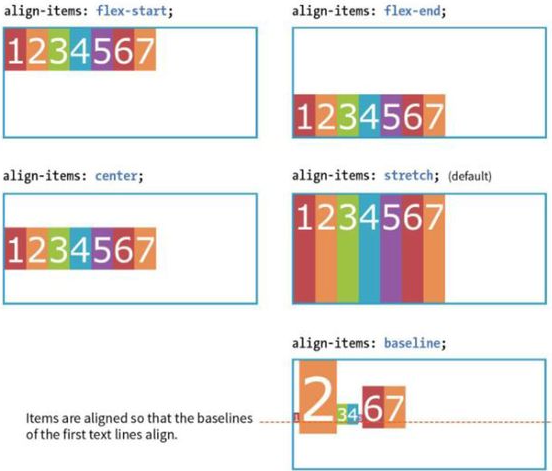 align-items: flex-start;
1234567
align-items: flex-end;
1234567
align-items: center;
1234567
align-items: stretch; (default)
1234567
align-items: baseline;
1234567
Items are aligned so that the baselines
of the first text lines align.